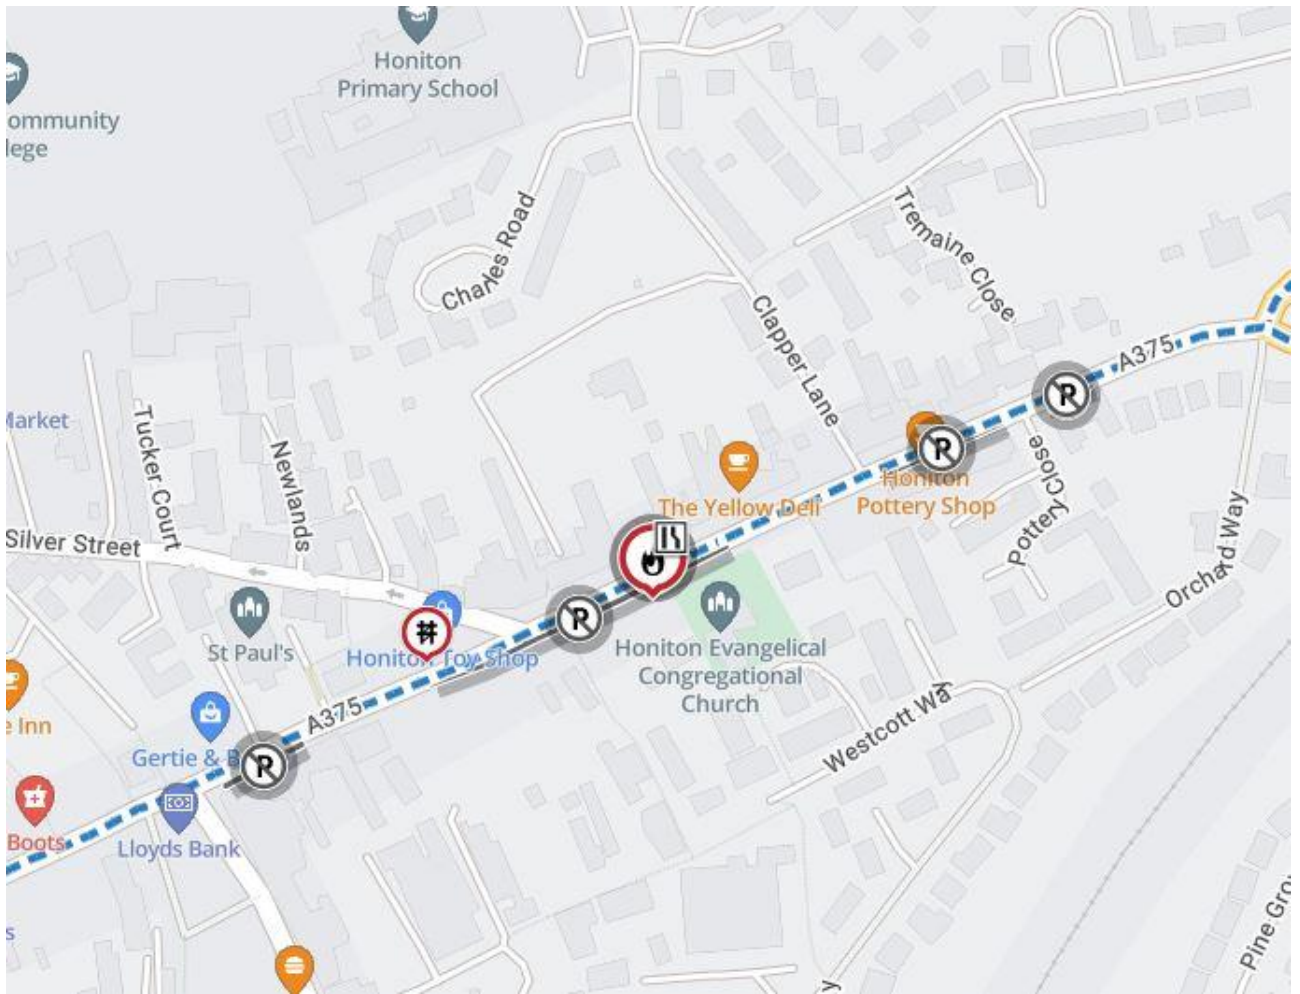 Honiton
Primary School
ommunity
lege
Charles Road
Tremaine Close
Clapper Lane
A375
Market
Tucker Court
Newlands
The Yellow Deli
Honiton
Pottery Shop
Pottery Close
Silver Street
Orchard Way
St Paul's
Honiton Toy Shop
Honiton Evangelical
Congregational
Church
Westcott Wa
y
e Inn
A375
Gertie & B
Boots
Lloyds Bank
s
Pine Gro
y
P
P
P
P